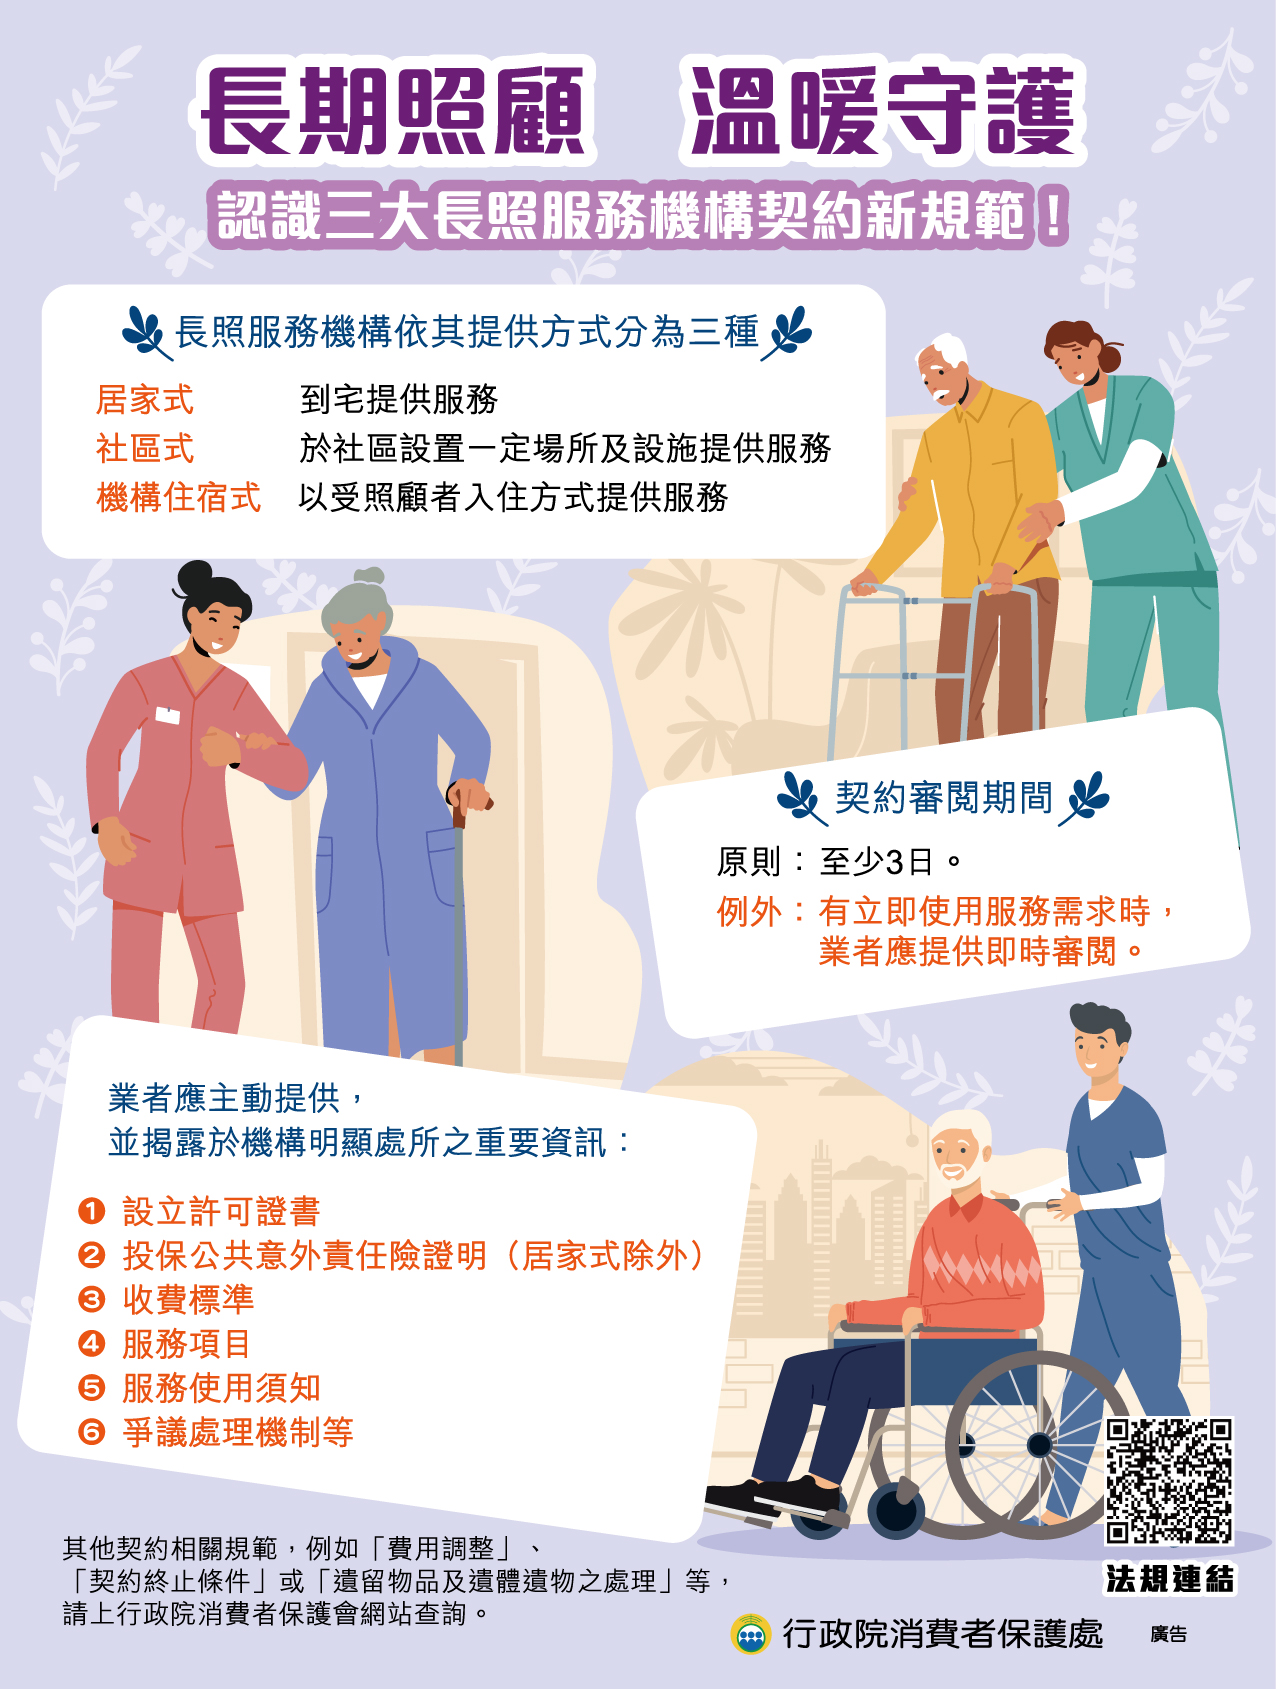 長期照顧　溫暖守護
認識三大長照服務機構契約新規範！
長照服務機構依其提供方式分為三種
居家式　到宅提供服務
社區式　於社區設置一定場所及設施提供服務
機構住宿式　以受照顧者入住方式提供服務
契約審閱期間
原則：至少3日。
例外：有立即使用服務需求時，
業者應提供即時審閱。
業者應主動提供，
並揭露於機構明顯處所之重要資訊：
❶ 設立許可證書
❷ 投保公共意外責任險證明（居家式除外）
❸ 收費標準
❹ 服務項目
❺ 服務使用須知
❻ 爭議處理機制等
其他契約相關規範，例如「費用調整」、
「契約終止條件」或「遺留物品及遺體遺物之處理」等，
請上行政院消費者保護會網站查詢。
法規連結
行政院消費者保護處　廣告